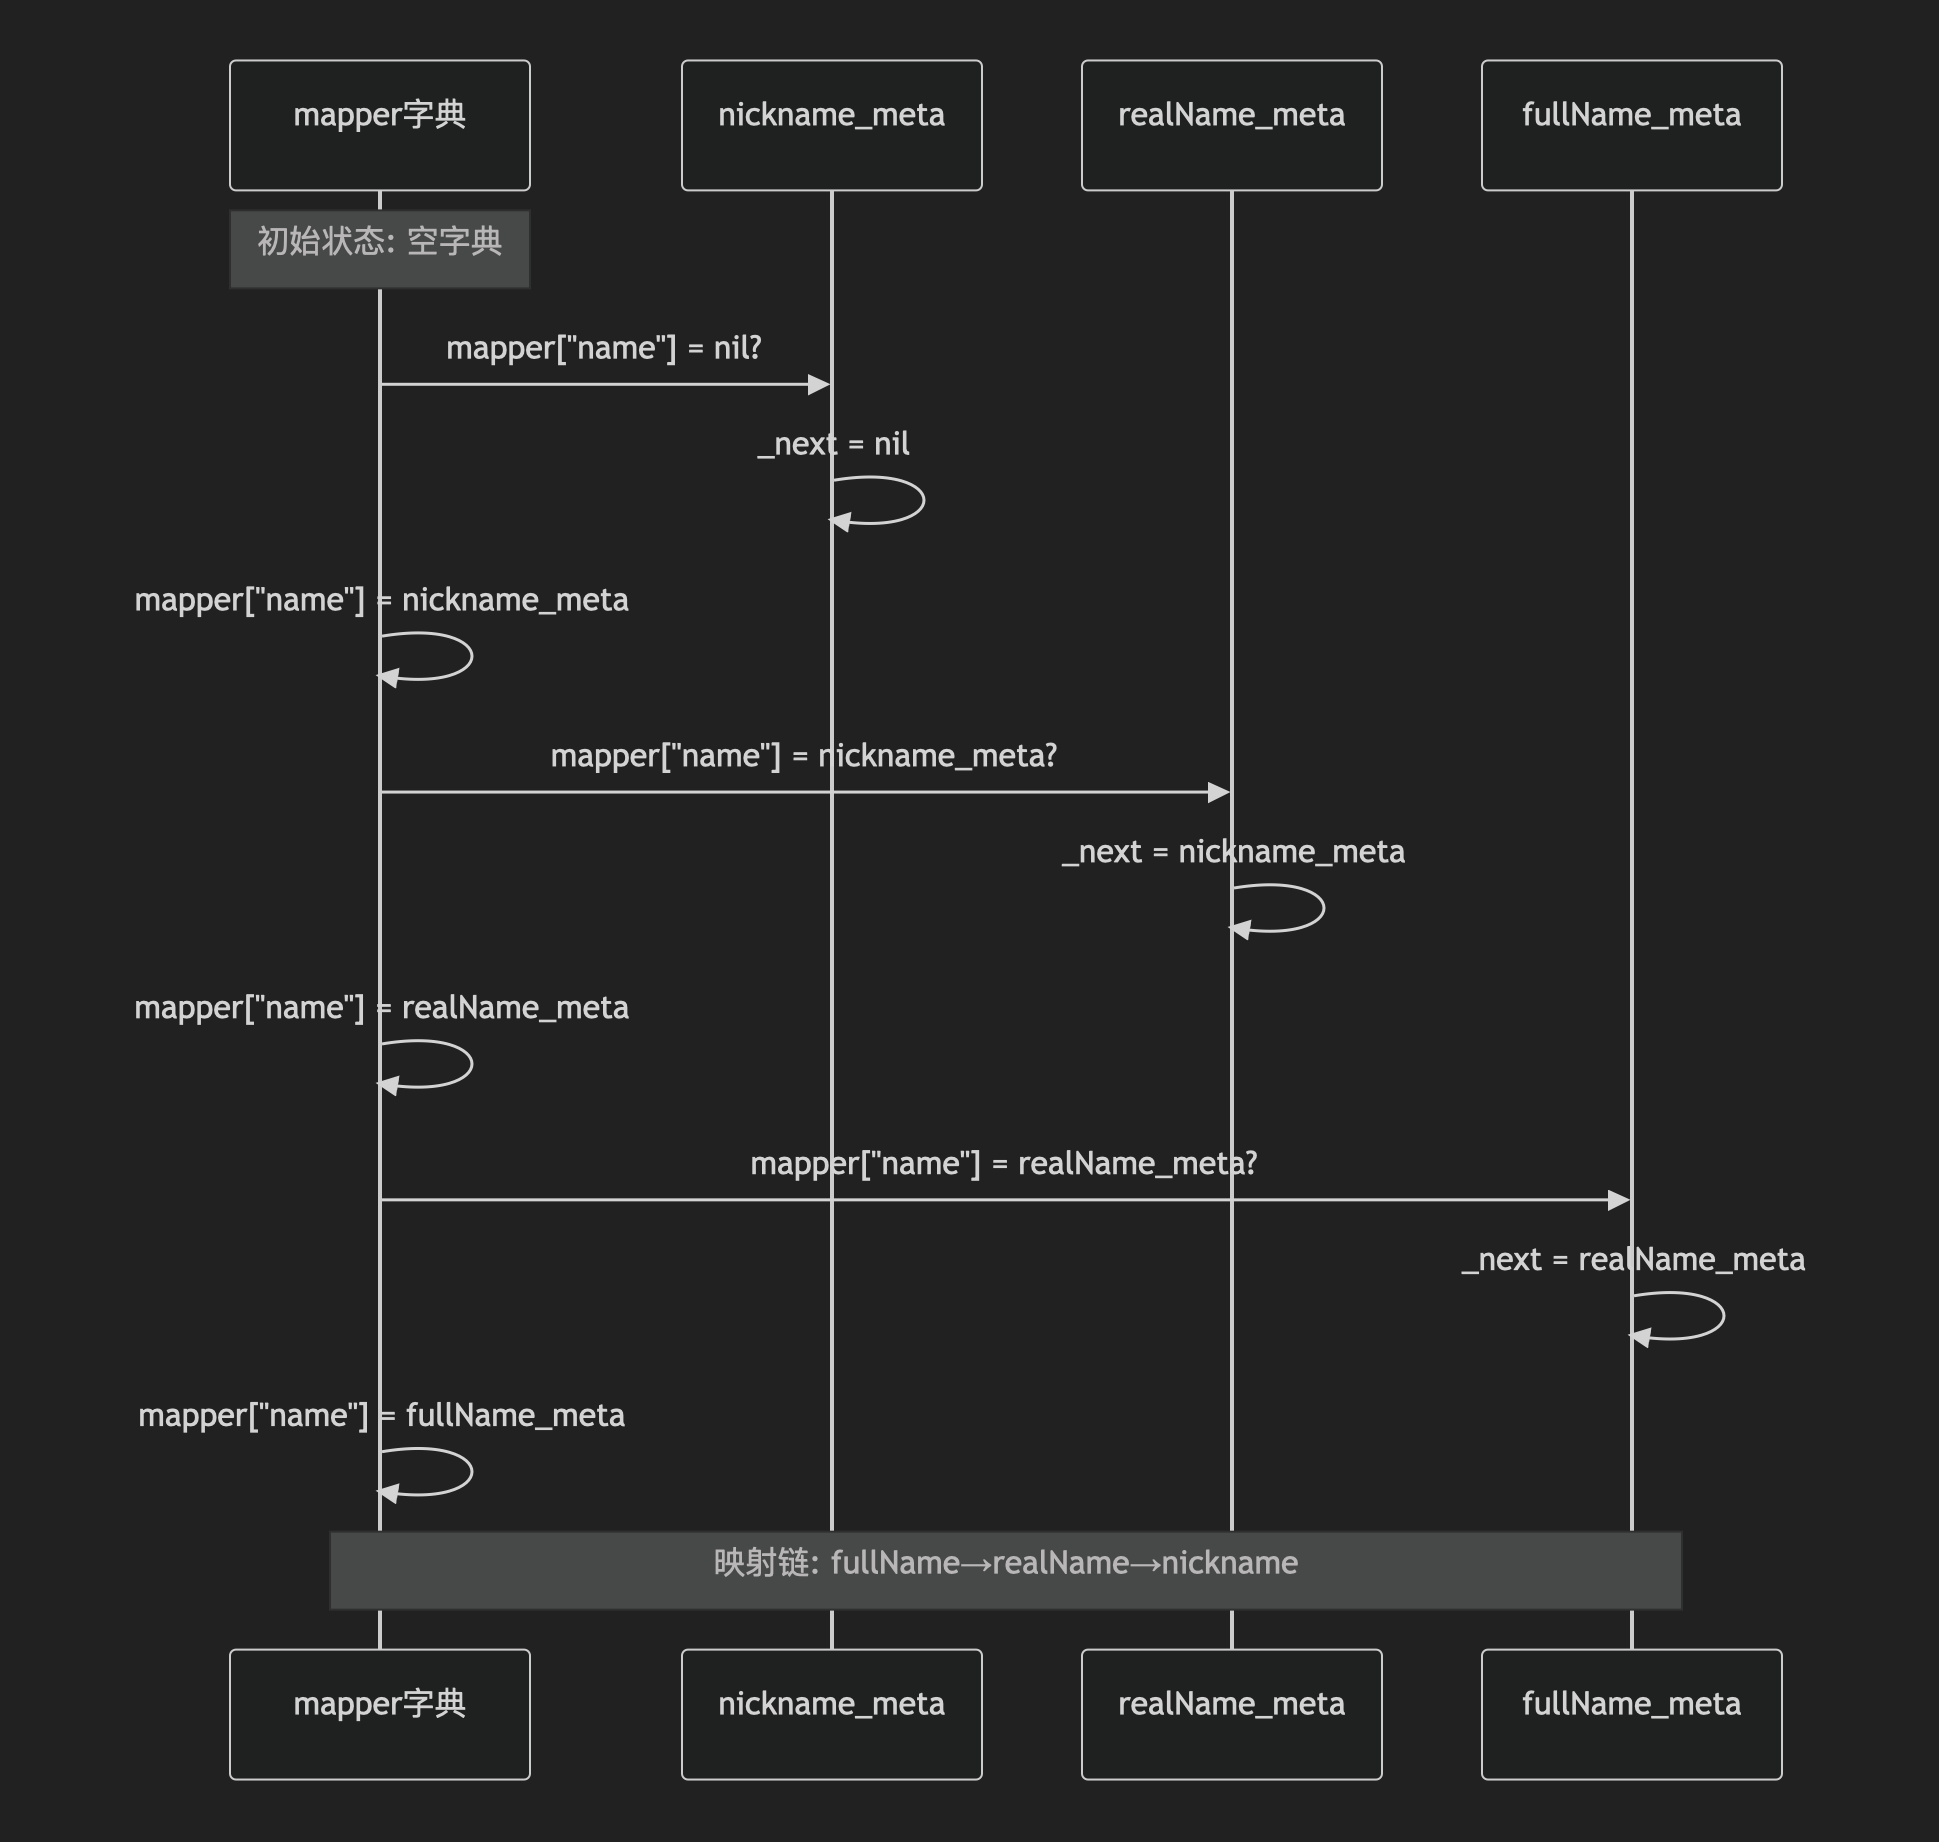 mapper字典
nickname_meta
realName_meta
fullName_meta
初始状态: 空字典
mapper["name"] = nil?
_next = nil
mapper["name"] = nickname_meta
mapper["name"] = nickname_meta?
_next = nickname_meta
mapper["name"] = realName_meta
mapper["name"] = realName_meta?
_next = realName_meta
mapper["name"] = fullName_meta
映射链: fullName→realName→nickname
mapper字典
nickname_meta
realName_meta
fullName_meta